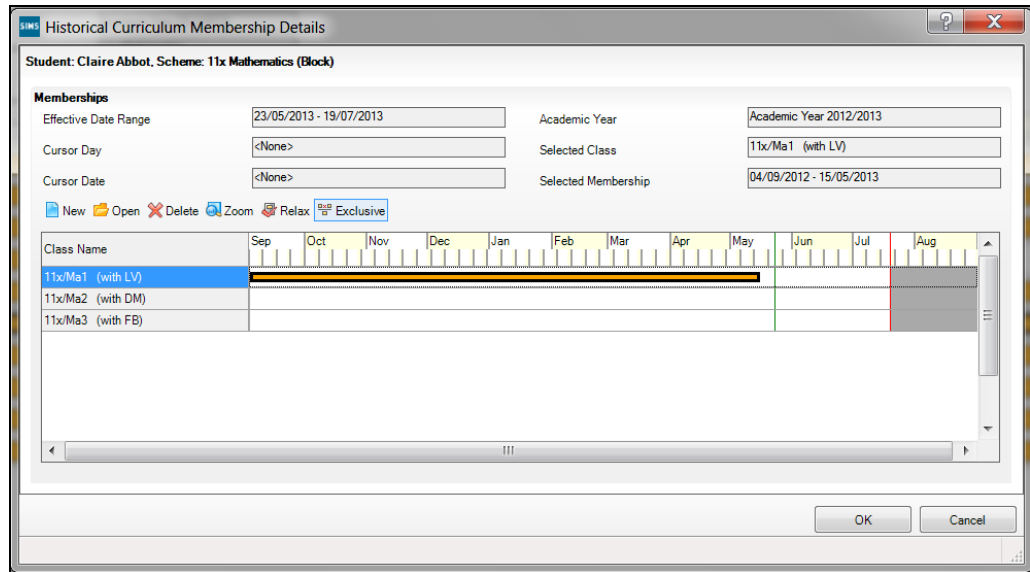 SIMS Historical Curriculum Membership Details
Student: Claire Abbot, Scheme: 11x Mathematics (Block)
Memberships
Effective Date Range 23/05/2013 - 19/07/2013 Academic Year Academic Year 2012/2013
Cursor Day <None> Selected Class 11x/Ma1 (with LV)
Cursor Date <None> Selected Membership 04/09/2012 - 15/05/2013
New Open Delete Zoom Relax Exclusive
Class Name Sep Oct Nov Dec Jan Feb Mar Apr May Jun Jul Aug
11x/Ma1 (with LV)
11x/Ma2 (with DM)
11x/Ma3 (with FB)
OK Cancel